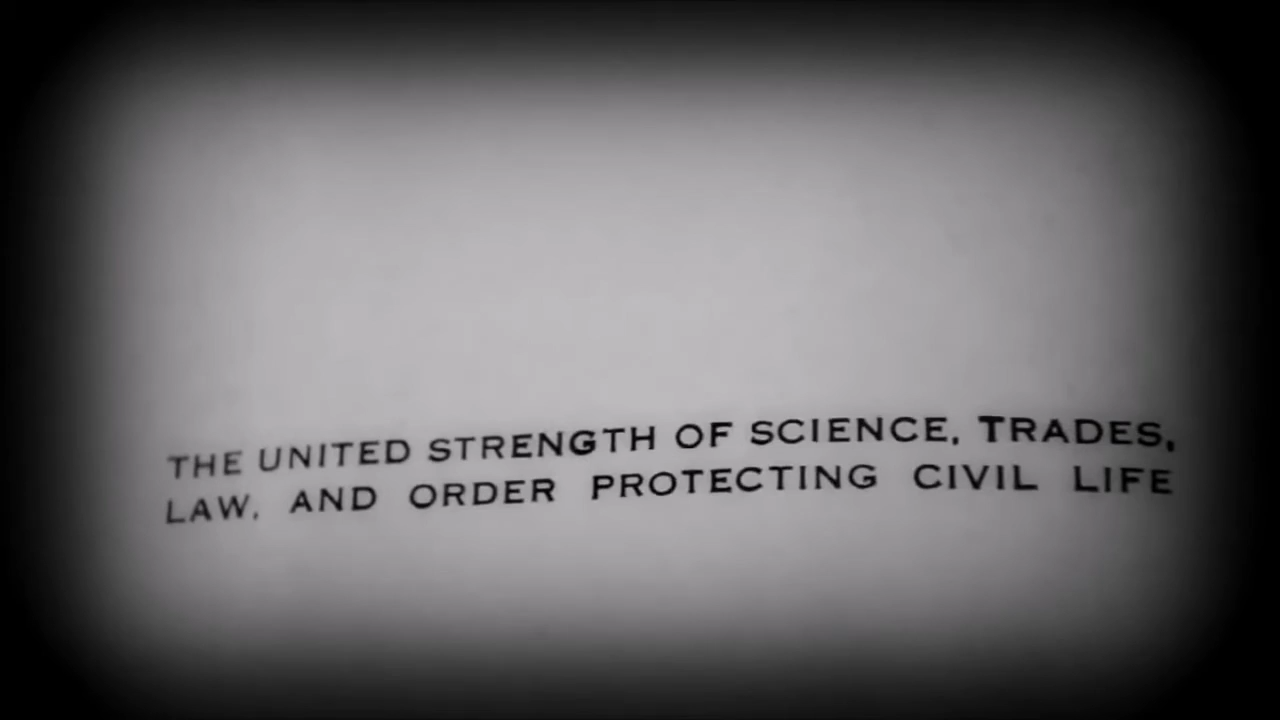 THE UNITED STRENGTH OF SCIENCE, TRADES,
LAW, AND ORDER PROTECTING CIVIL LIFE